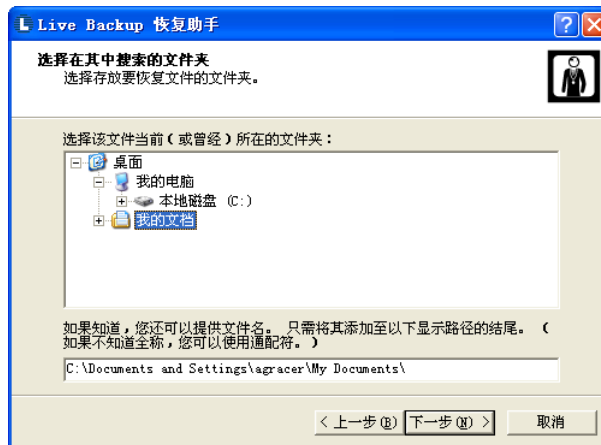 Live Backup 恢复助手
选择在其中搜索的文件夹
选择存放要恢复文件的文件夹。
选择该文件当前(或曾经)所在的文件夹:
桌面
我的电脑
本地磁盘 (C:)
我的文档
如果知道,您还可以提供文件名。 只需将其添加至以下显示路径的结尾。 (
如果不知道全称,您可以使用通配符。)
C:\Documents and Settings\agracer\My Documents\
< 上一步(B) 下一步(N) > 取消